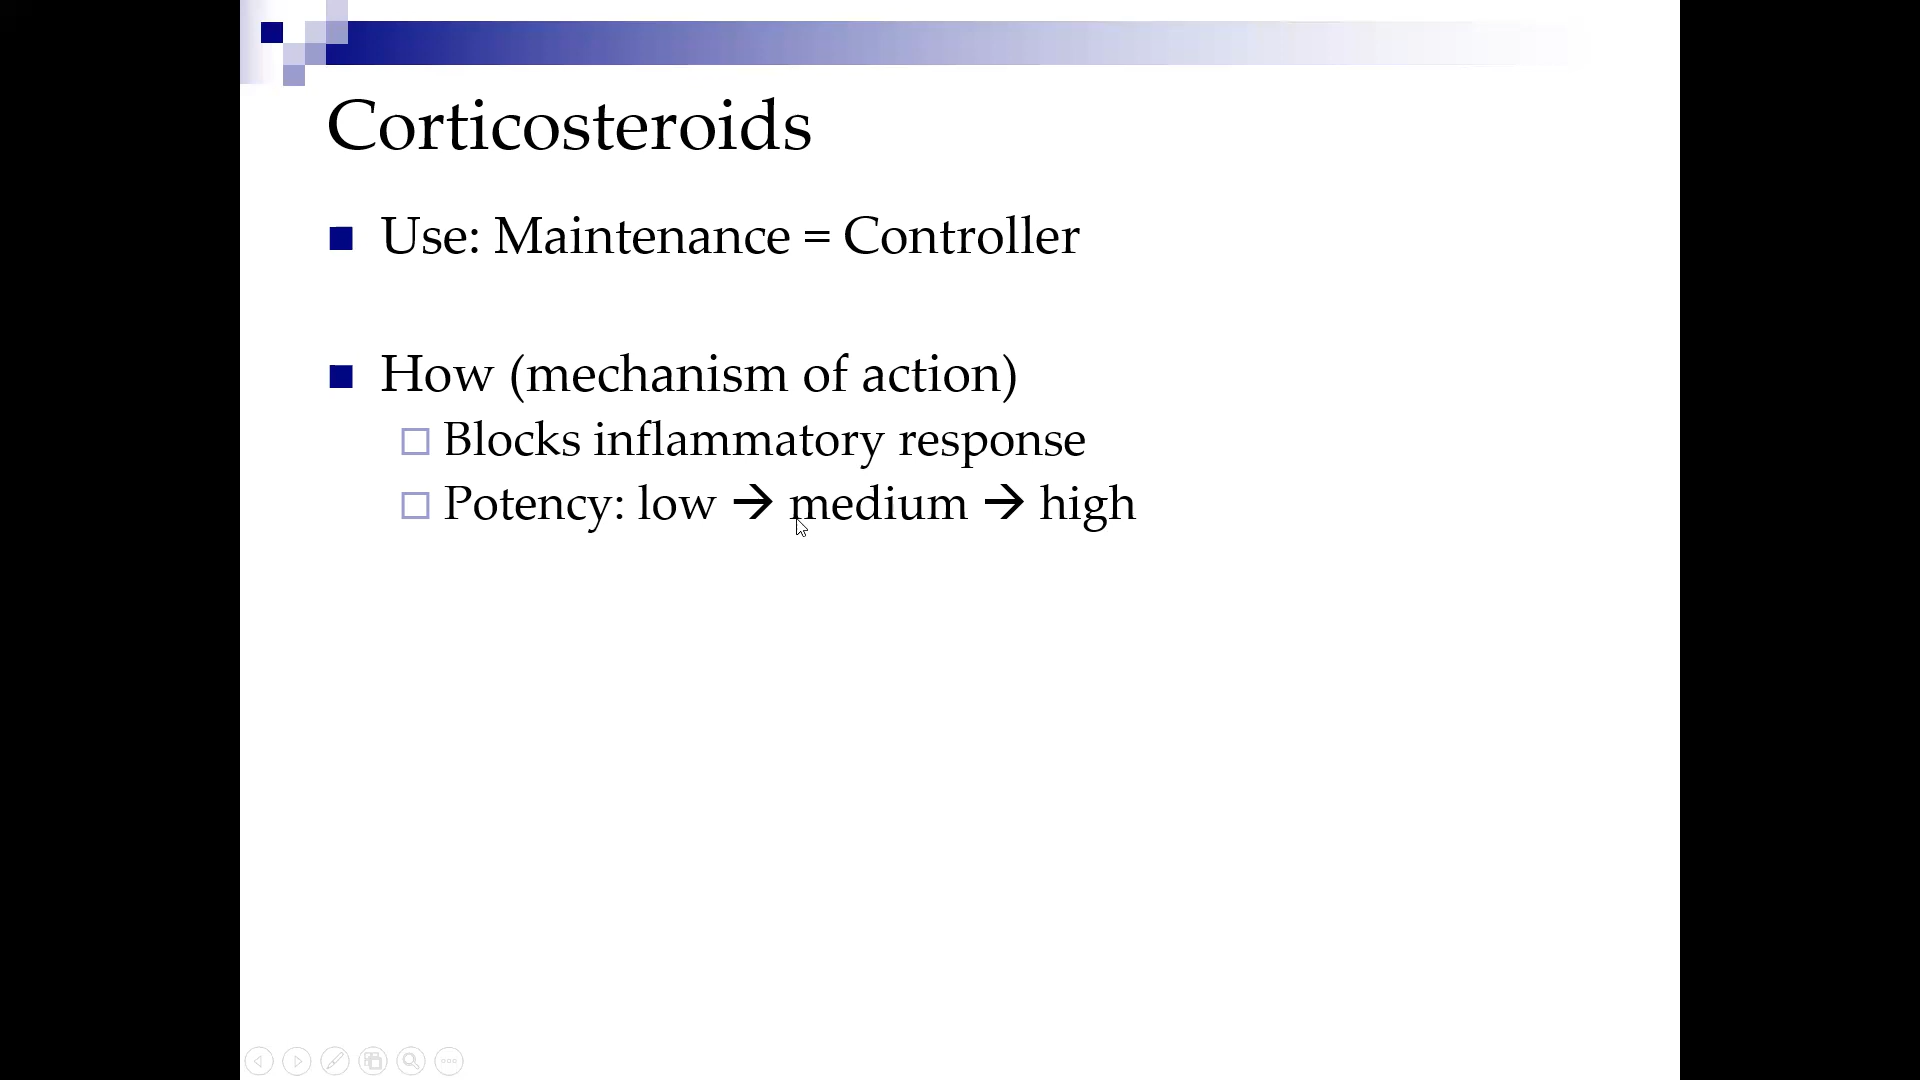 Corticosteroids
Use: Maintenance = Controller
How (mechanism of action)
Blocks inflammatory response
Potency: low → medium → high